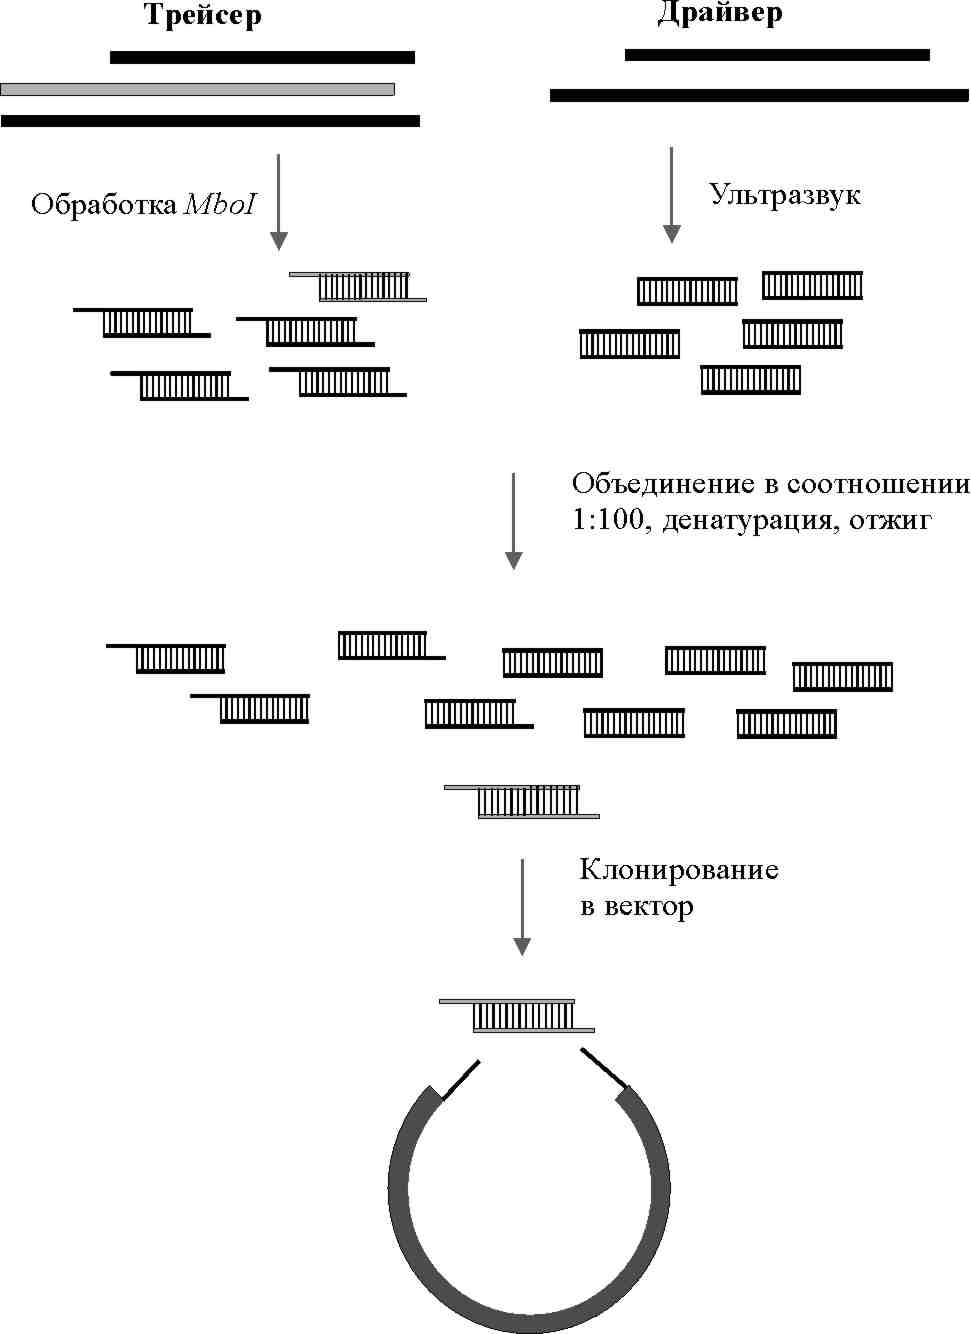 Трейсер
Драйвер
Обработка MboI
Ультразвук
Объединение в соотношении
1:100, денатурация, отжиг
Клонирование
в вектор